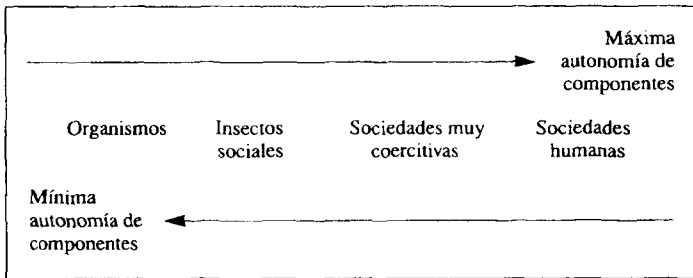 Máxima
autonomía de
componentes
Organismos Insectos sociales Sociedades muy coercitivas Sociedades humanas
Mínima
autonomía de
componentes